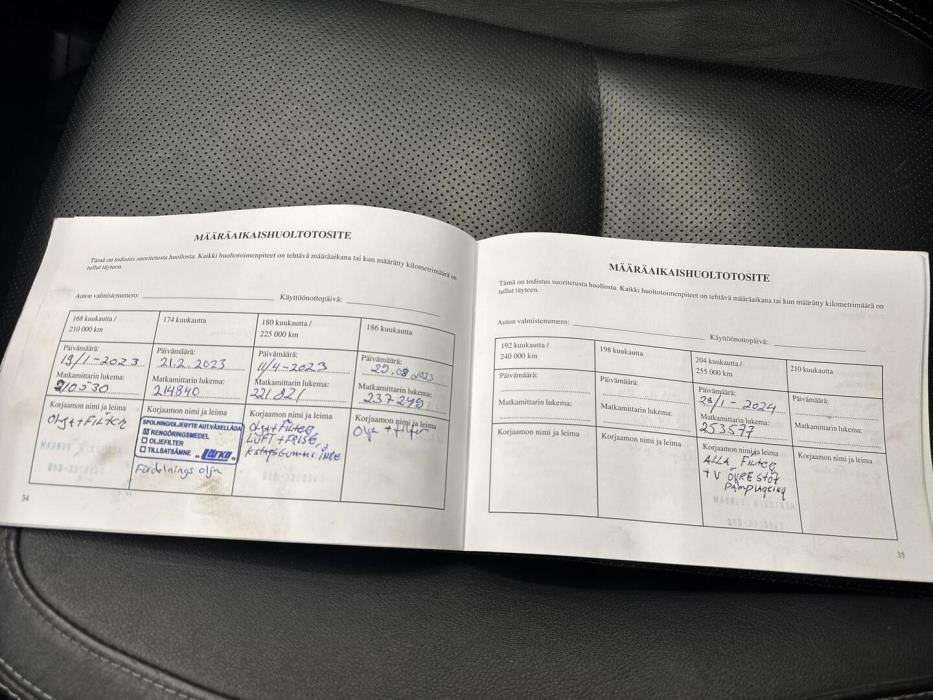 MÄÄRÄAIKAISHUOLTOTOSITE
Tämä on todistus suoritetusta huollosta. Kaikki huoltotoimenpiteet on tehtävä määräaikana tai kun määrätty kilometrimäärä on
tullut täyteen.
Auton valmistenumero: Käyttöönottopäivä:
168 kuukautta / 210 000 km
174 kuukautta
180 kuukautta / 225 000 km
186 kuukautta
Päivämäärä: 19/1-2023
Päivämäärä: 21.2.2023
Päivämäärä: 11/4-2023
Päivämäärä: 29.08.2023
Matkamittarin lukema: 210530
Matkamittarin lukema: 214840
Matkamittarin lukema: 221821
Matkamittarin lukema: 237249
Korjaamon nimi ja leima
Olja+FILTER
Korjaamon nimi ja leima
SPOLNING/OLJEBYTE AUT.VÄXELLÅDA
RENGÖRINGSMEDEL
OLJEFILTER
TILLSATSÄMNE
Fördelnings olja
Korjaamon nimi ja leima
Olja+FILTER,
LUFT + FRISK,
Korjaamon nimi ja leima
Olja + filter
34
MÄÄRÄAIKAISHUOLTOTOSITE
Tämä on todistus suoritetusta huollosta. Kaikki huoltotoimenpiteet on tehtävä määräaikana tai kun määrätty kilometrimäärä on
tullut täyteen.
Auton valmistenumero: Käyttöönottopäivä:
192 kuukautta / 240 000 km
198 kuukautta
204 kuukautta / 255 000 km
210 kuukautta
Päivämäärä:
Päivämäärä:
Päivämäärä: 29/1-2024
Päivämäärä:
Matkamittarin lukema:
Matkamittarin lukema:
Matkamittarin lukema: 253577
Matkamittarin lukema:
Korjaamon nimi ja leima
Korjaamon nimi ja leima
Korjaamon nimi ja leima
ALLA FILTER
+ V ÖVRE stöt
DÄMPLAGRING
Korjaamon nimi ja leima
35